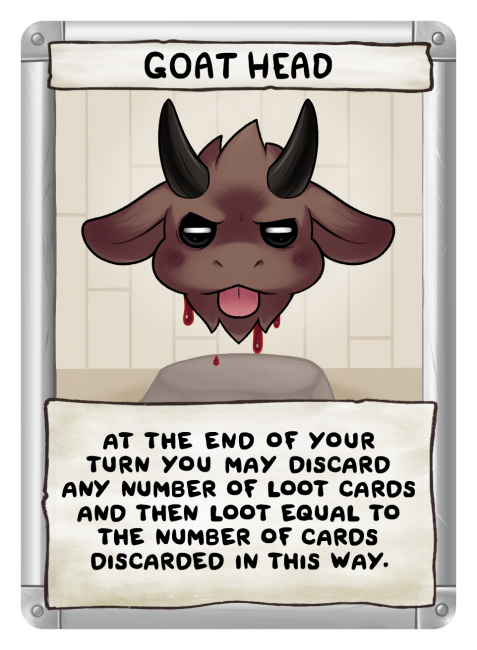 GOAT HEAD
AT THE END OF YOUR
TURN YOU MAY DISCARD
ANY NUMBER OF LOOT CARDS
AND THEN LOOT EQUAL TO
THE NUMBER OF CARDS
DISCARDED IN THIS WAY.